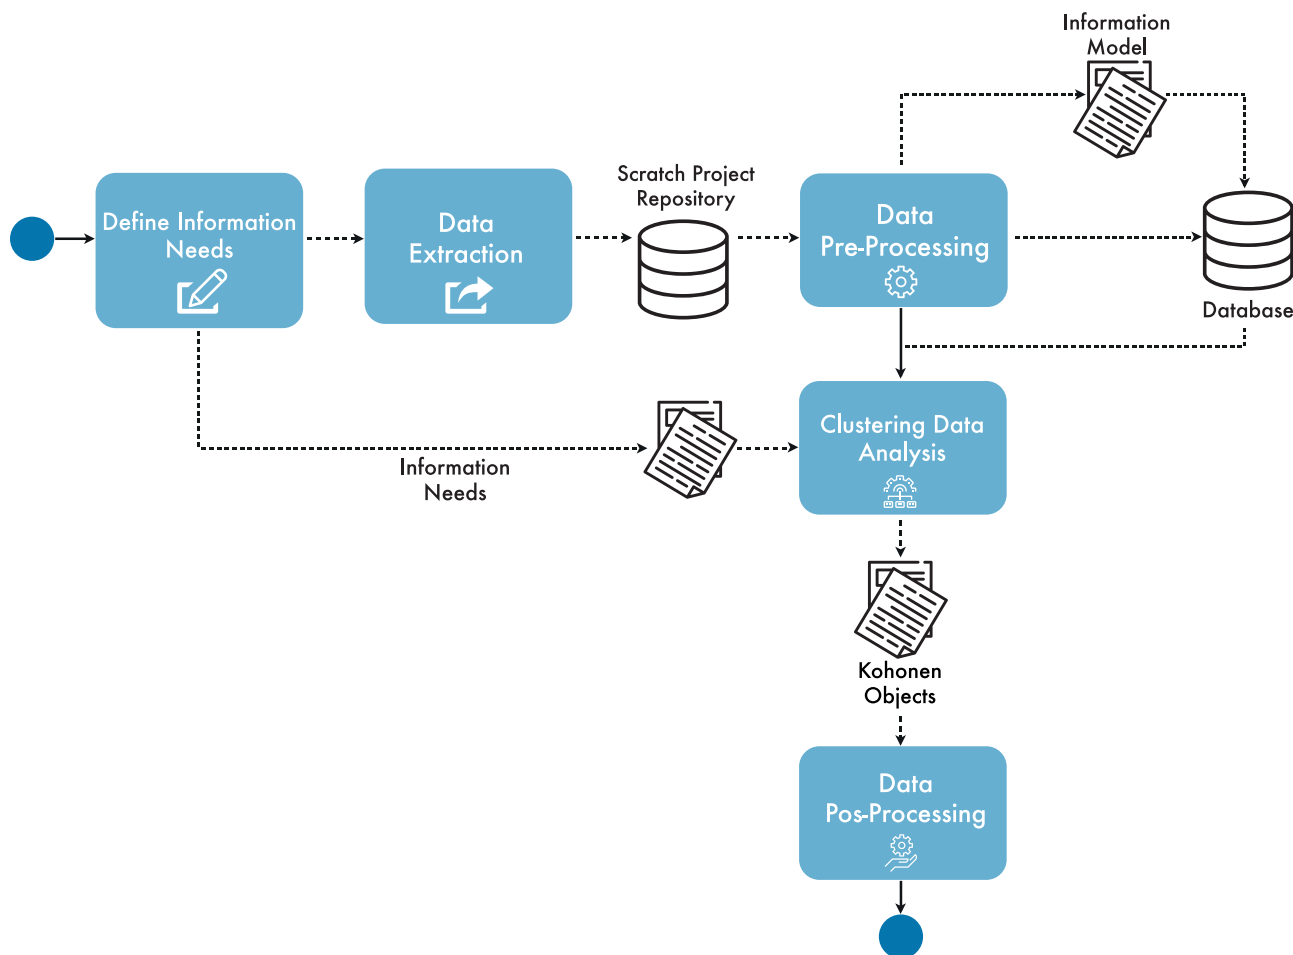 Information
Model
Scratch Project
Repository
Define Information
Needs
Data
Extraction
Data
Pre-Processing
Database
Information
Needs
Clustering Data
Analysis
Kohonen
Objects
Data
Pos-Processing